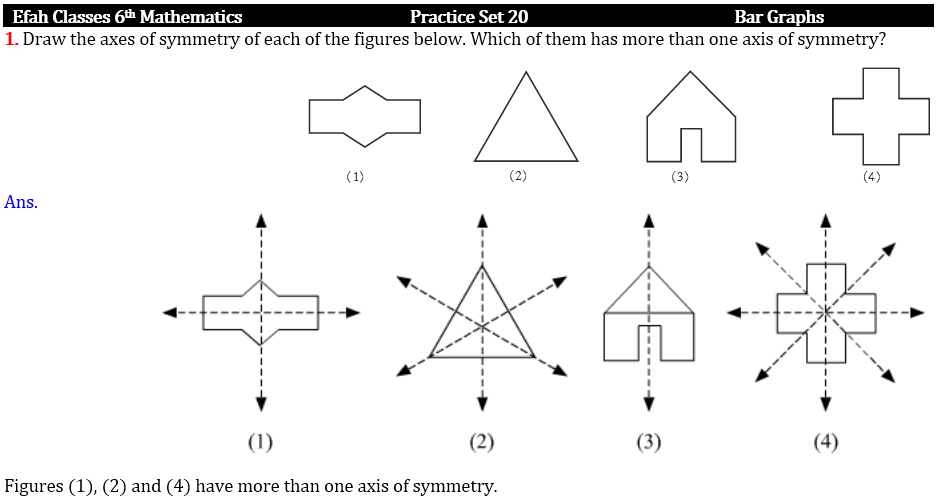 Efah Classes 6th Mathematics Practice Set 20 Bar Graphs
1. Draw the axes of symmetry of each of the figures below. Which of them has more than one axis of symmetry?
(1) (2) (3) (4)
Ans.
(1) (2) (3) (4)
Figures (1), (2) and (4) have more than one axis of symmetry.